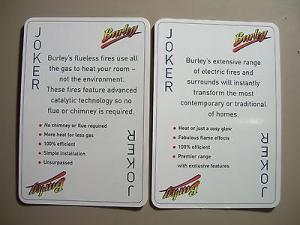 JOKER
Burley
Burley's flueless fires use all
the gas to heat your room –
not the environment.
These fires feature advanced
catalytic technology so no
flue or chimney is required.
No chimney or flue required
More heat for less gas
100% efficient
Simple installation
Unsurpassed
JOKER
Burley
JOKER
Burley
Burley's extensive range
of electric fires and
surrounds will instantly
transform the most
contemporary or traditional
of homes.
Heat or just a cosy glow
Fabulous flame effects
100% efficient
Premier range
with exclusive features
JOKER
Burley